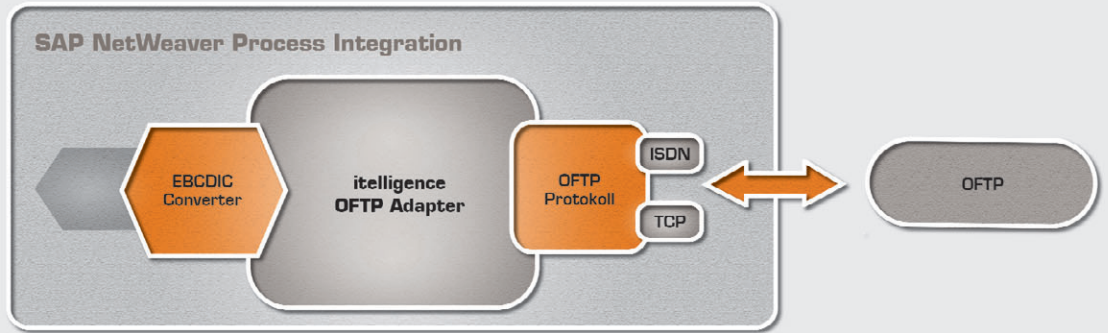 SAP NetWeaver Process Integration
EBCDIC
Converter
itelligence
OFTP Adapter
OFTP
Protokoll
ISDN
TCP
OFTP